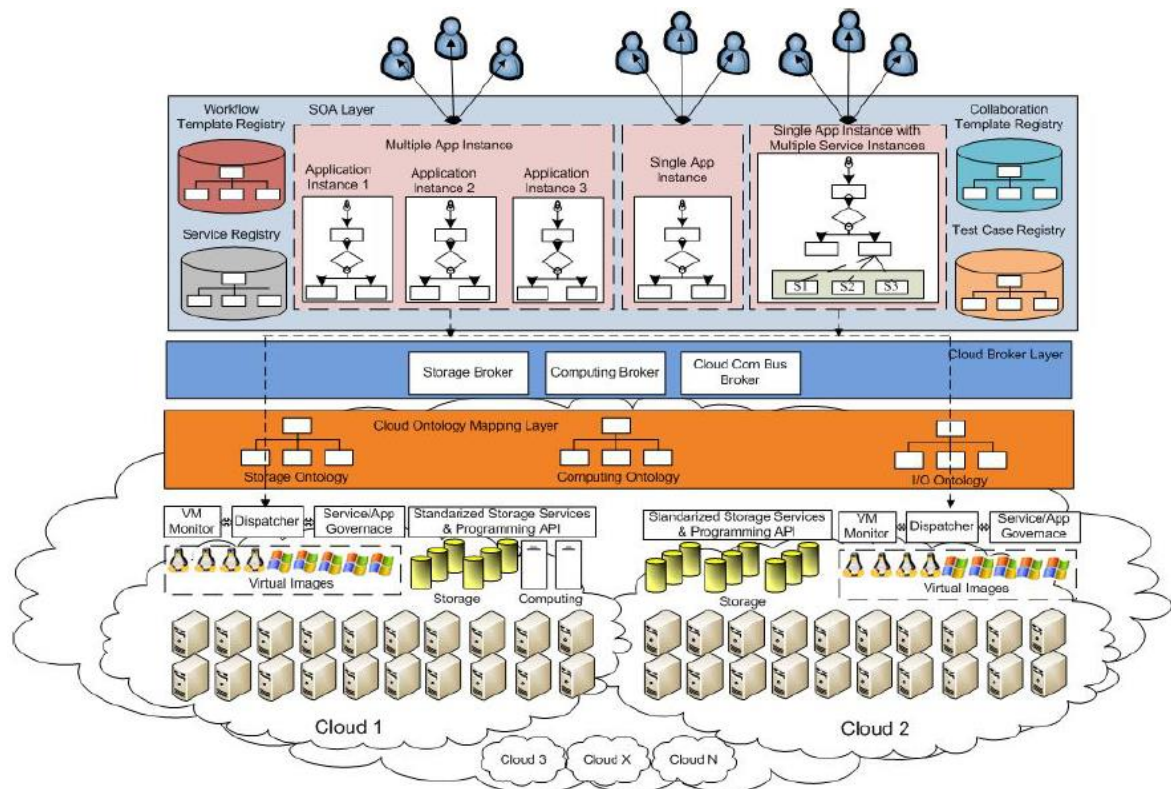 Workflow
Template Registry
SOA Layer
Collaboration
Template Registry
Multiple App Instance
Single App Instance with
Multiple Service Instances
Application
Instance 1
Application
Instance 2
Application
Instance 3
Single App
Instance
Service Registry
Test Case Registry
S1
S2
S3
Cloud Broker Layer
Storage Broker
Computing Broker
Cloud Com Bus
Broker
Cloud Ontology Mapping Layer
Storage Ontology
Computing Ontology
I/O Ontology
VM
Monitor
Dispatcher
Service/App
Governace
Standarized Storage Services
& Programming API
Standarized Storage Services
& Programming API
VM
Monitor
Dispatcher
Service/App
Governace
Virtual Images
Storage
Computing
Storage
Virtual Images
Cloud 1
Cloud 2
Cloud 3
Cloud X
Cloud N